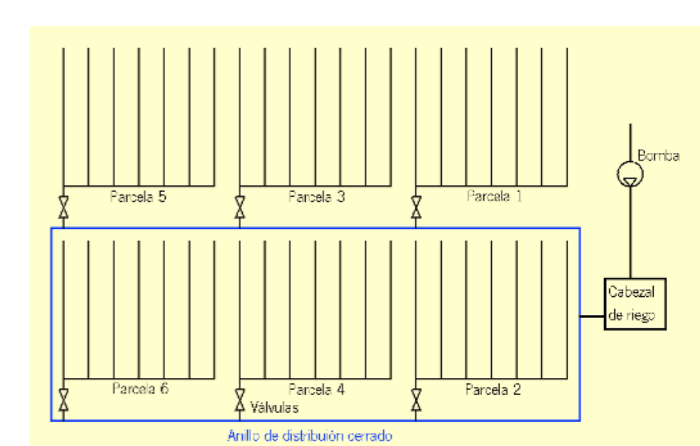 Bomba
Parcela 5
Parcela 3
Parcela 1
Cabezal
de riego
Parcela 6
Parcela 4
Parcela 2
Válvulas
Anillo de distribuión cerrado